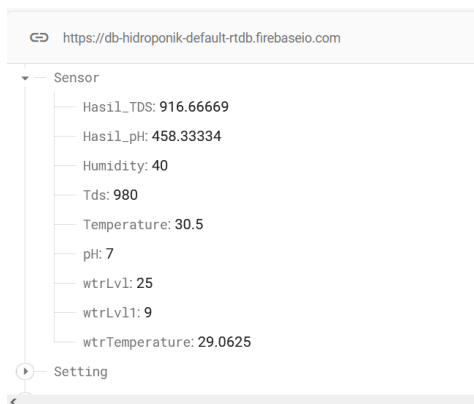 https://db-hidroponik-default-rtdb.firebaseio.com
Sensor
Hasil_TDS: 916.66669
Hasil_pH: 458.33334
Humidity: 40
Tds: 980
Temperature: 30.5
pH: 7
wtrLvl: 25
wtrLvl1: 9
wtrTemperature: 29.0625
Setting